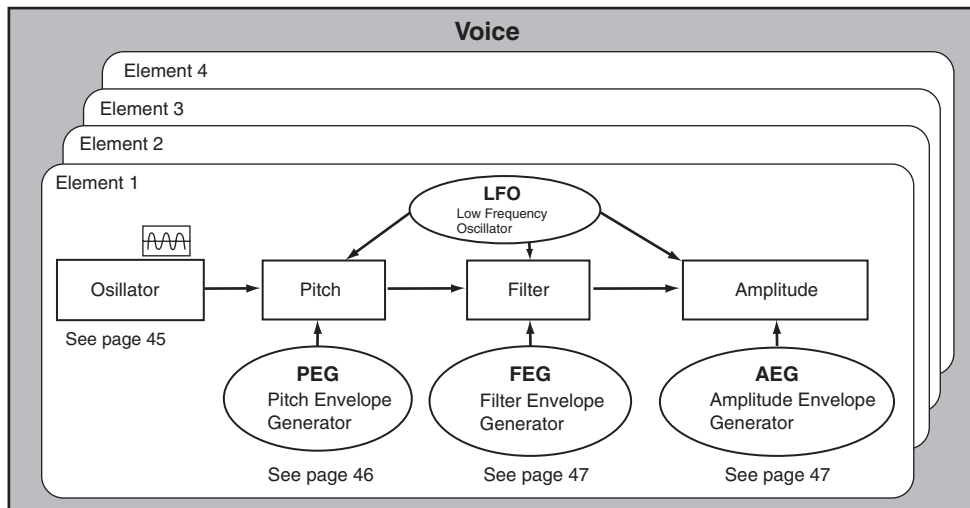 Voice
Element 4
Element 3
Element 2
Element 1
LFO
Low Frequency
Oscillator
Osillator
Pitch
Filter
Amplitude
See page 45
PEG
Pitch Envelope
Generator
FEG
Filter Envelope
Generator
AEG
Amplitude Envelope
Generator
See page 46
See page 47
See page 47